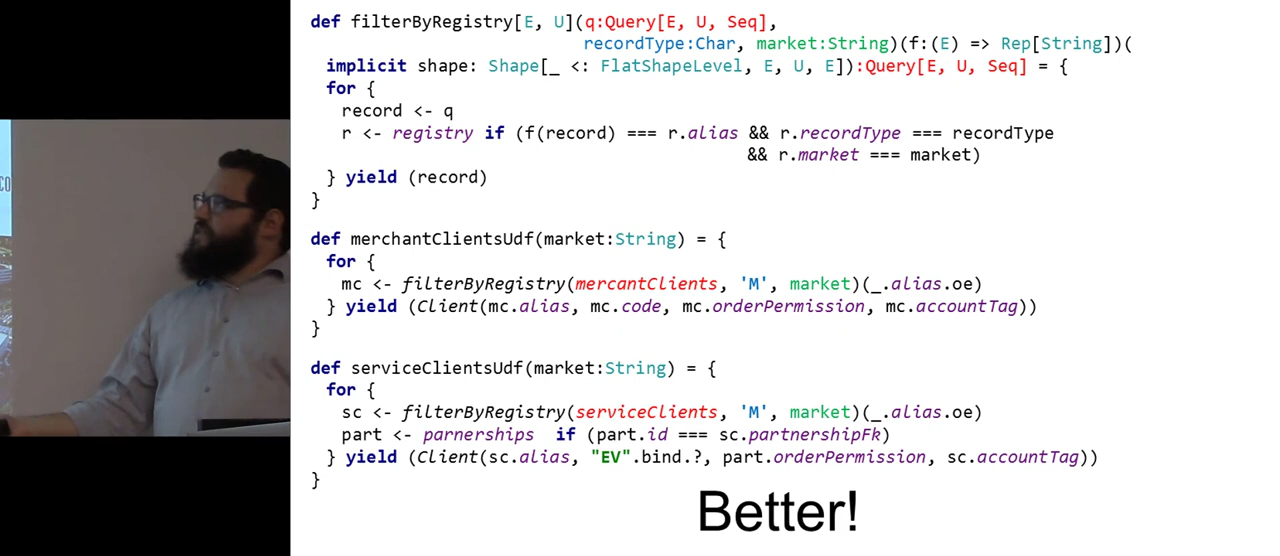 def filterByRegistry[E, U](q:Query[E, U, Seq],
recordType:Char, market:String)(f:(E) => Rep[String])(
implicit shape: Shape[_ <: FlatShapeLevel, E, U, E]):Query[E, U, Seq] = {
for {
record <- q
r <- registry if (f(record) === r.alias && r.recordType === recordType
&& r.market === market)
} yield (record)
}
def merchantClientsUdf(market:String) = {
for {
mc <- filterByRegistry(mercantClients, 'M', market)(_.alias.oe)
} yield (Client(mc.alias, mc.code, mc.orderPermission, mc.accountTag))
}
def serviceClientsUdf(market:String) = {
for {
sc <- filterByRegistry(serviceClients, 'M', market)(_.alias.oe)
part <- parnerships if (part.id === sc.partnershipFk)
} yield (Client(sc.alias, "EV".bind.?, part.orderPermission, sc.accountTag))
}
Better!